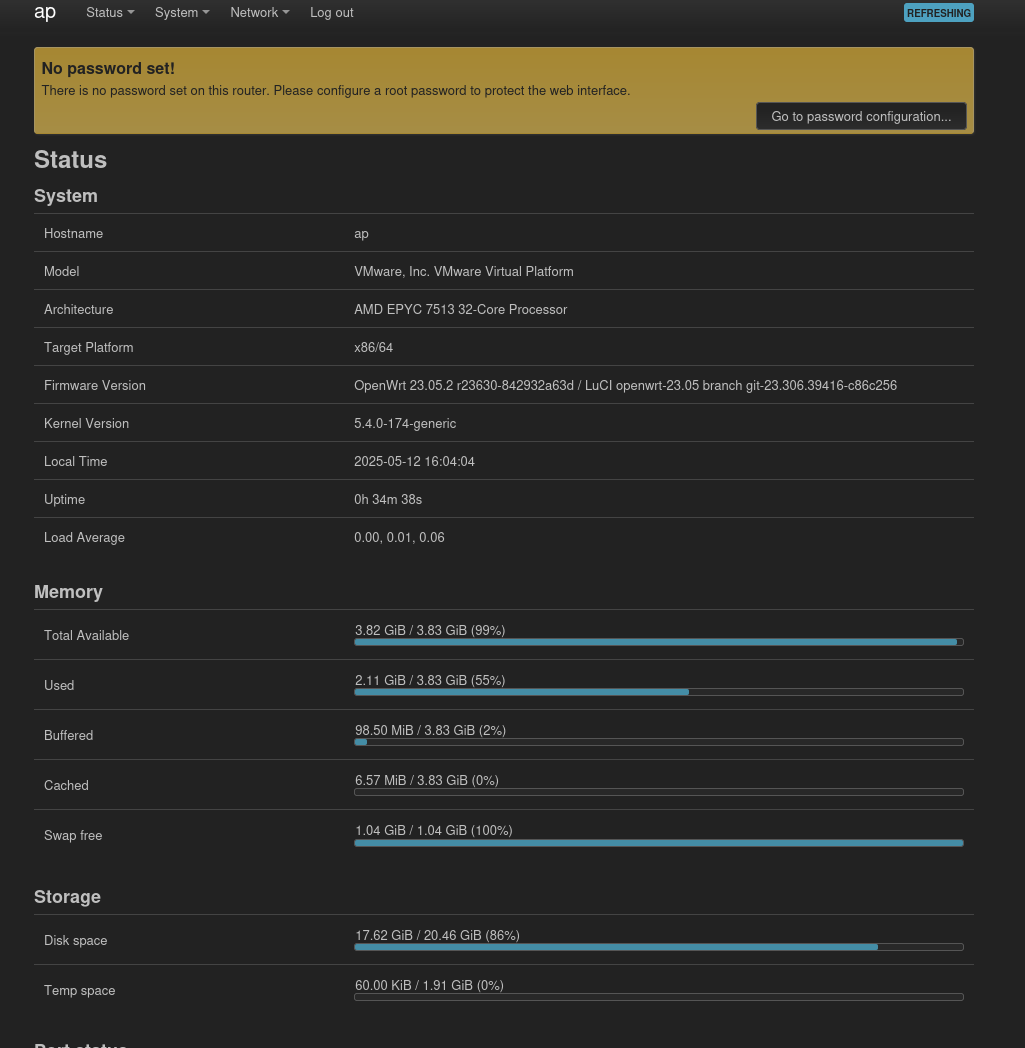 ap Status System Network Log out REFRESHING
No password set!
There is no password set on this router. Please configure a root password to protect the web interface.
Go to password configuration...
Status
System
Hostname ap
Model VMware, Inc. VMware Virtual Platform
Architecture AMD EPYC 7513 32-Core Processor
Target Platform x86/64
Firmware Version OpenWrt 23.05.2 r23630-842932a63d / LuCI openwrt-23.05 branch git-23.306.39416-c86c256
Kernel Version 5.4.0-174-generic
Local Time 2025-05-12 16:04:04
Uptime 0h 34m 38s
Load Average 0.00, 0.01, 0.06
Memory
Total Available 3.82 GiB / 3.83 GiB (99%)
Used 2.11 GiB / 3.83 GiB (55%)
Buffered 98.50 MiB / 3.83 GiB (2%)
Cached 6.57 MiB / 3.83 GiB (0%)
Swap free 1.04 GiB / 1.04 GiB (100%)
Storage
Disk space 17.62 GiB / 20.46 GiB (86%)
Temp space 60.00 KiB / 1.91 GiB (0%)
Port status